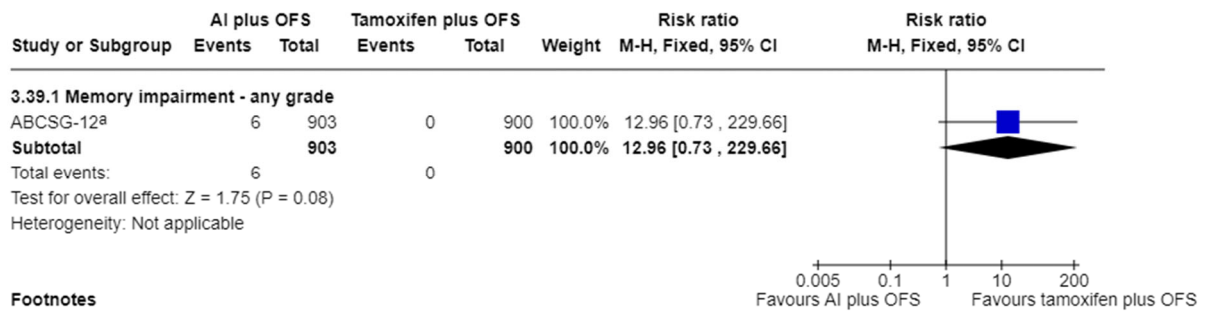 AI plus OFS Tamoxifen plus OFS Risk ratio Risk ratio
Study or Subgroup Events Total Events Total Weight M-H, Fixed, 95% CI M-H, Fixed, 95% CI
3.39.1 Memory impairment - any grade
ABCSG-12ª 6 903 0 900 100.0% 12.96 [0.73 , 229.66]
Subtotal 903 900 100.0% 12.96 [0.73 , 229.66]
Total events: 6 0
Test for overall effect: Z = 1.75 (P = 0.08)
Heterogeneity: Not applicable
0.005 0.1 1 10 200
Footnotes Favours AI plus OFS Favours tamoxifen plus OFS